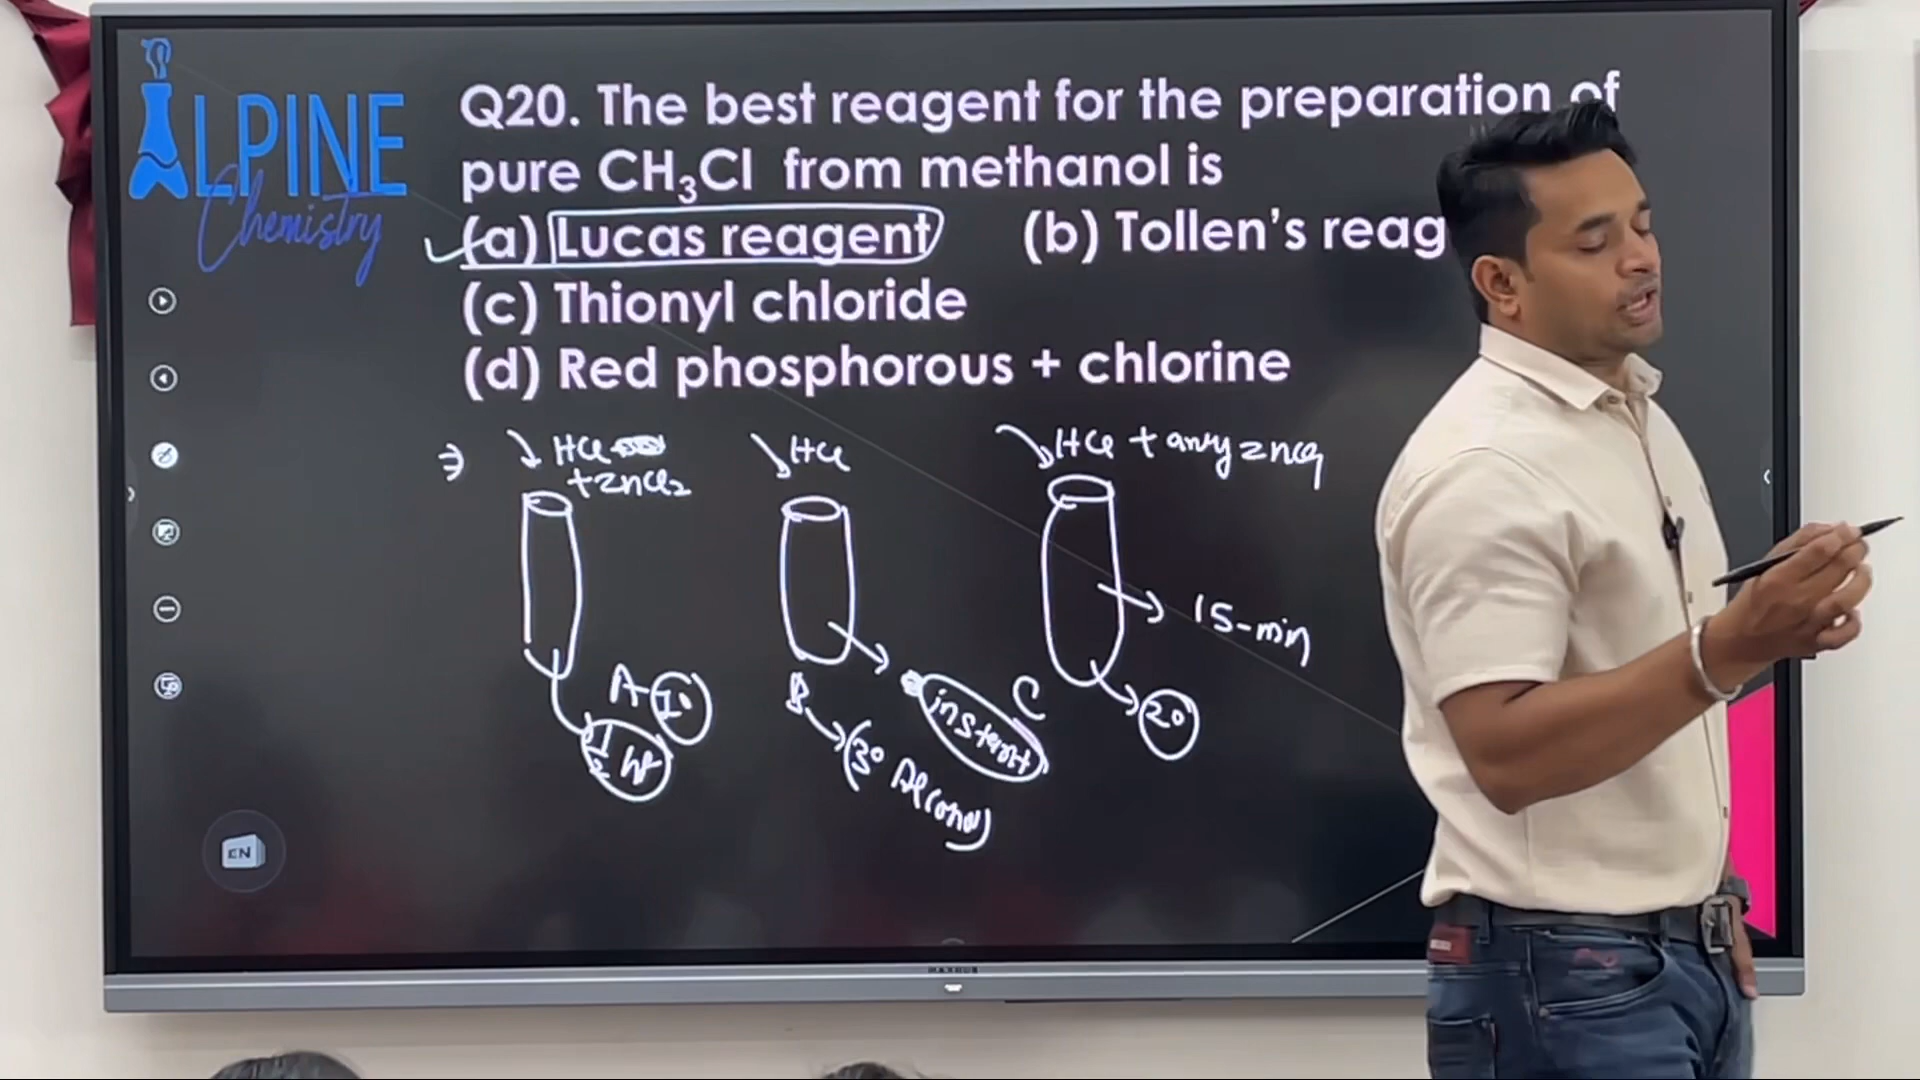 ALPINE
Chemistry
Q20. The best reagent for the preparation of
pure CH₃Cl from methanol is
(a) Lucas reagent (b) Tollen's reag
(c) Thionyl chloride
(d) Red phosphorous + chlorine
HCl HCl HCl + anhy ZnCl₂
+ZnCl₂
15-min
A 1° B instant C 2°
3° Alcohol
EN
MAXHUB